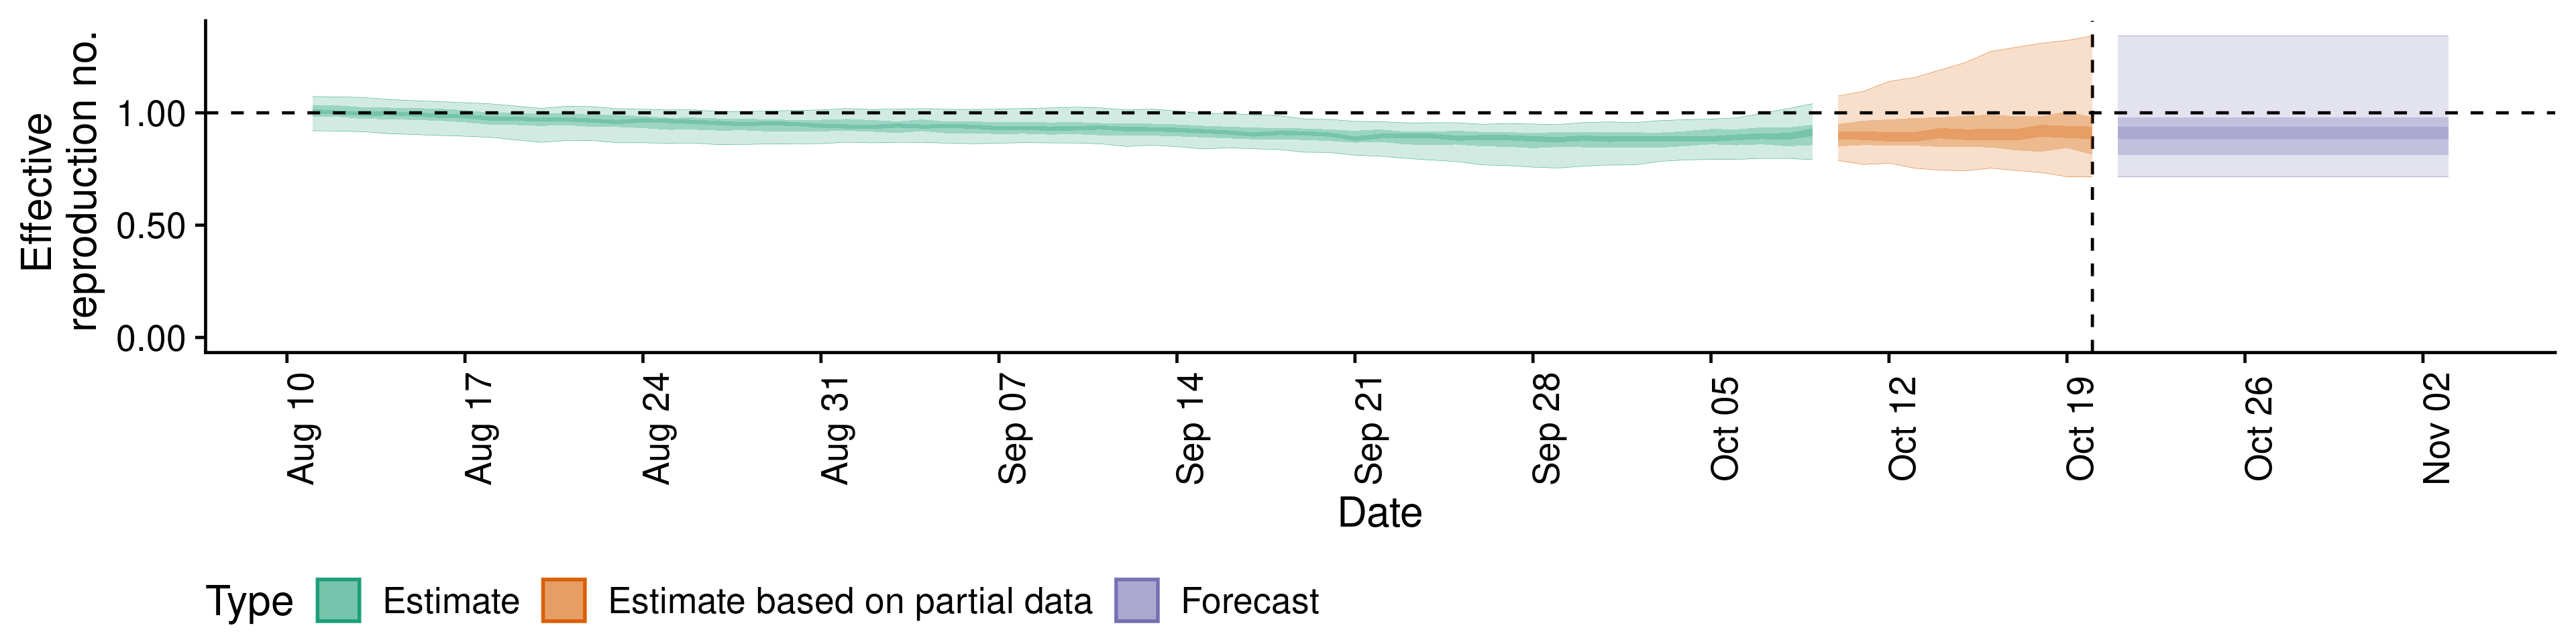 Effective
reproduction no.
1.00
0.50
0.00
Aug 10
Aug 17
Aug 24
Aug 31
Sep 07
Sep 14
Sep 21
Sep 28
Oct 05
Oct 12
Oct 19
Oct 26
Nov 02
Date
Type Estimate Estimate based on partial data Forecast